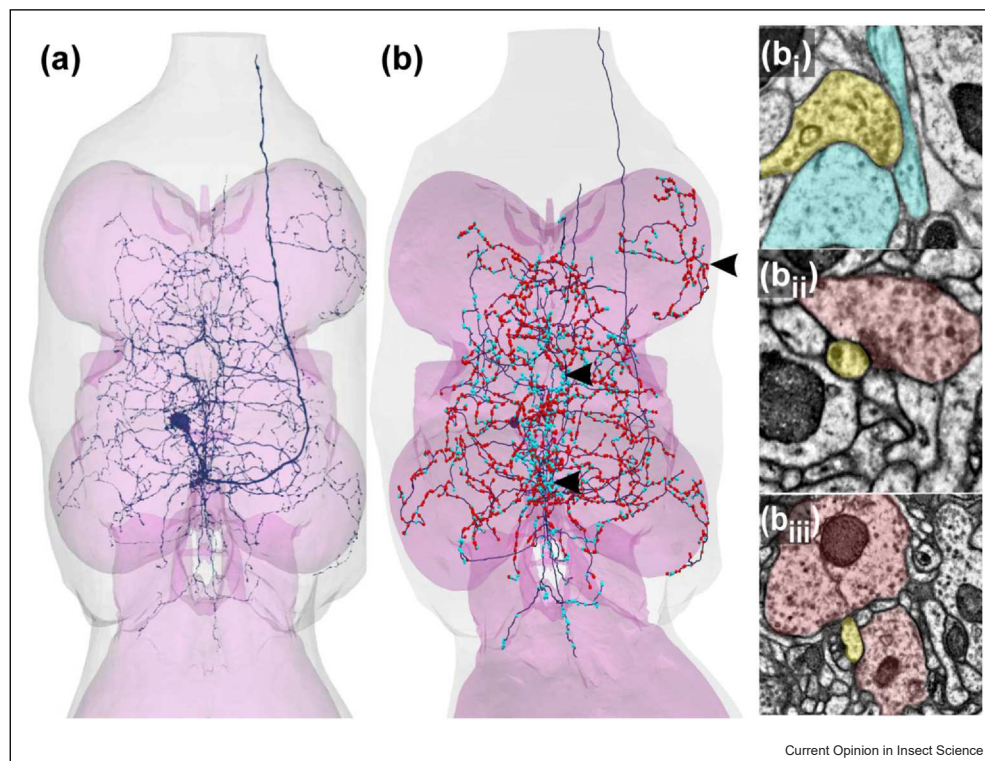 (a)
(b)
(bi)
(bii)
(biii)
Current Opinion in Insect Science